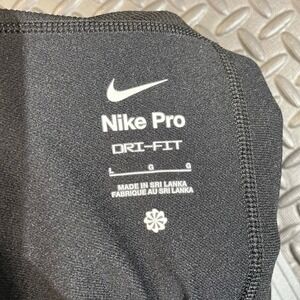 Nike Pro
DRI-FIT
L G G
MADE IN SRI LANKA
FABRIQUÉ AU SRI LANKA